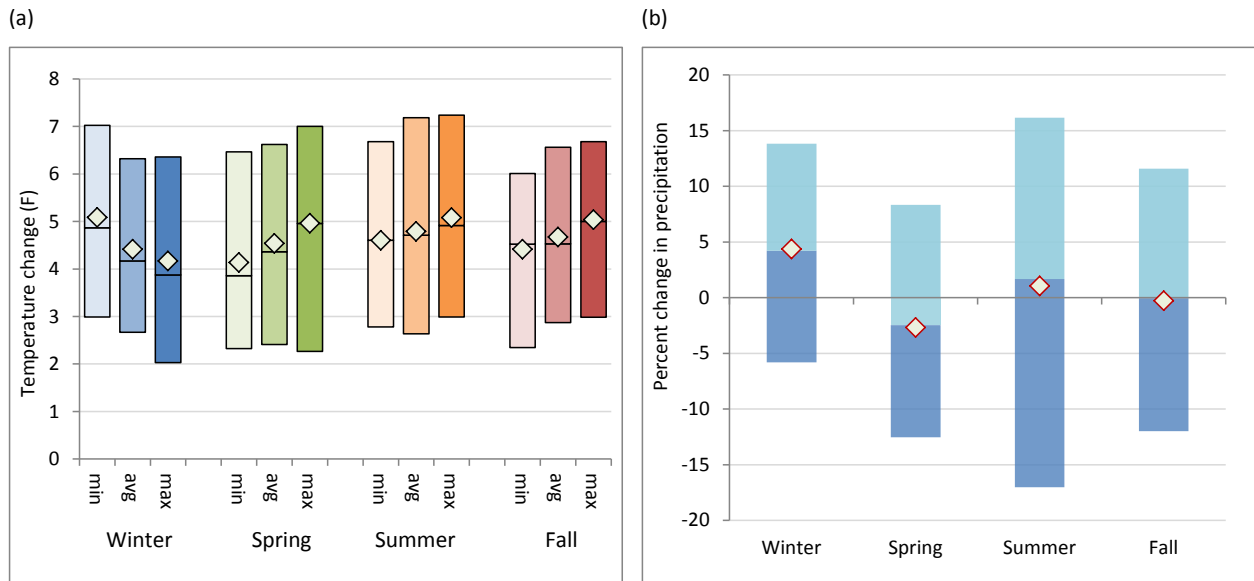 (a)
(b)
Temperature change (F)
8
7
6
5
4
3
2
1
0
min
avg
max
min
avg
max
min
avg
max
min
avg
max
Winter
Spring
Summer
Fall
Percent change in precipitation
20
15
10
5
0
-5
-10
-15
-20
Winter
Spring
Summer
Fall